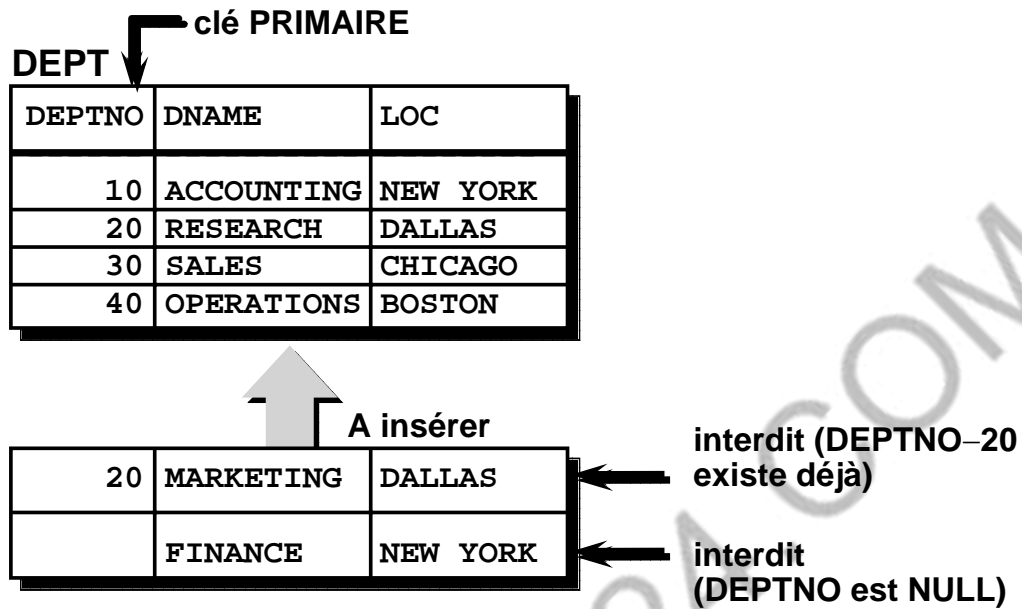 clé PRIMAIRE
DEPT
DEPTNO DNAME LOC
10 ACCOUNTING NEW YORK
20 RESEARCH DALLAS
30 SALES CHICAGO
40 OPERATIONS BOSTON
A insérer
20 MARKETING DALLAS
interdit (DEPTNO–20
existe déjà)
FINANCE NEW YORK
interdit
(DEPTNO est NULL)